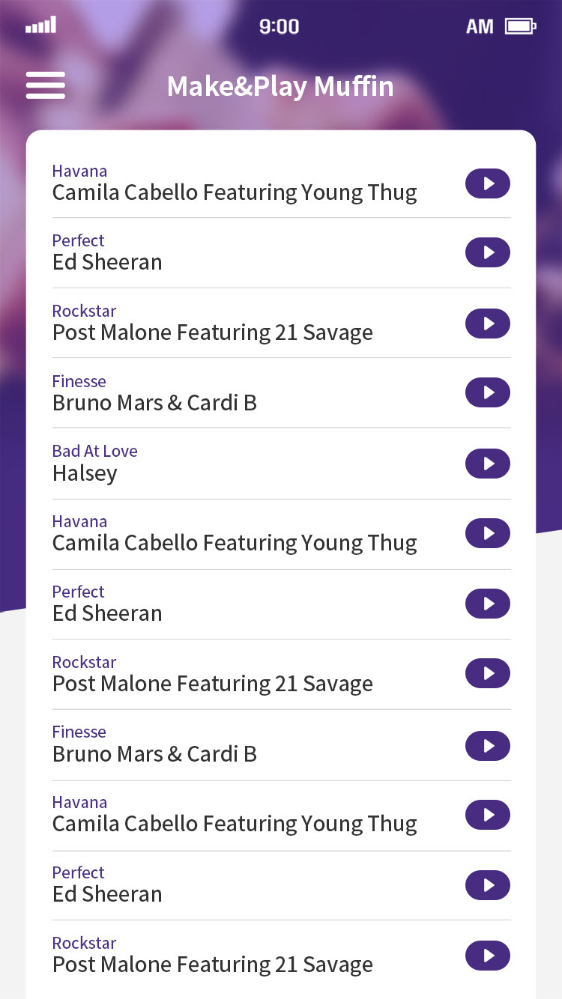 9:00 AM
Make&Play Muffin
Havana
Camila Cabello Featuring Young Thug
Perfect
Ed Sheeran
Rockstar
Post Malone Featuring 21 Savage
Finesse
Bruno Mars & Cardi B
Bad At Love
Halsey
Havana
Camila Cabello Featuring Young Thug
Perfect
Ed Sheeran
Rockstar
Post Malone Featuring 21 Savage
Finesse
Bruno Mars & Cardi B
Havana
Camila Cabello Featuring Young Thug
Perfect
Ed Sheeran
Rockstar
Post Malone Featuring 21 Savage